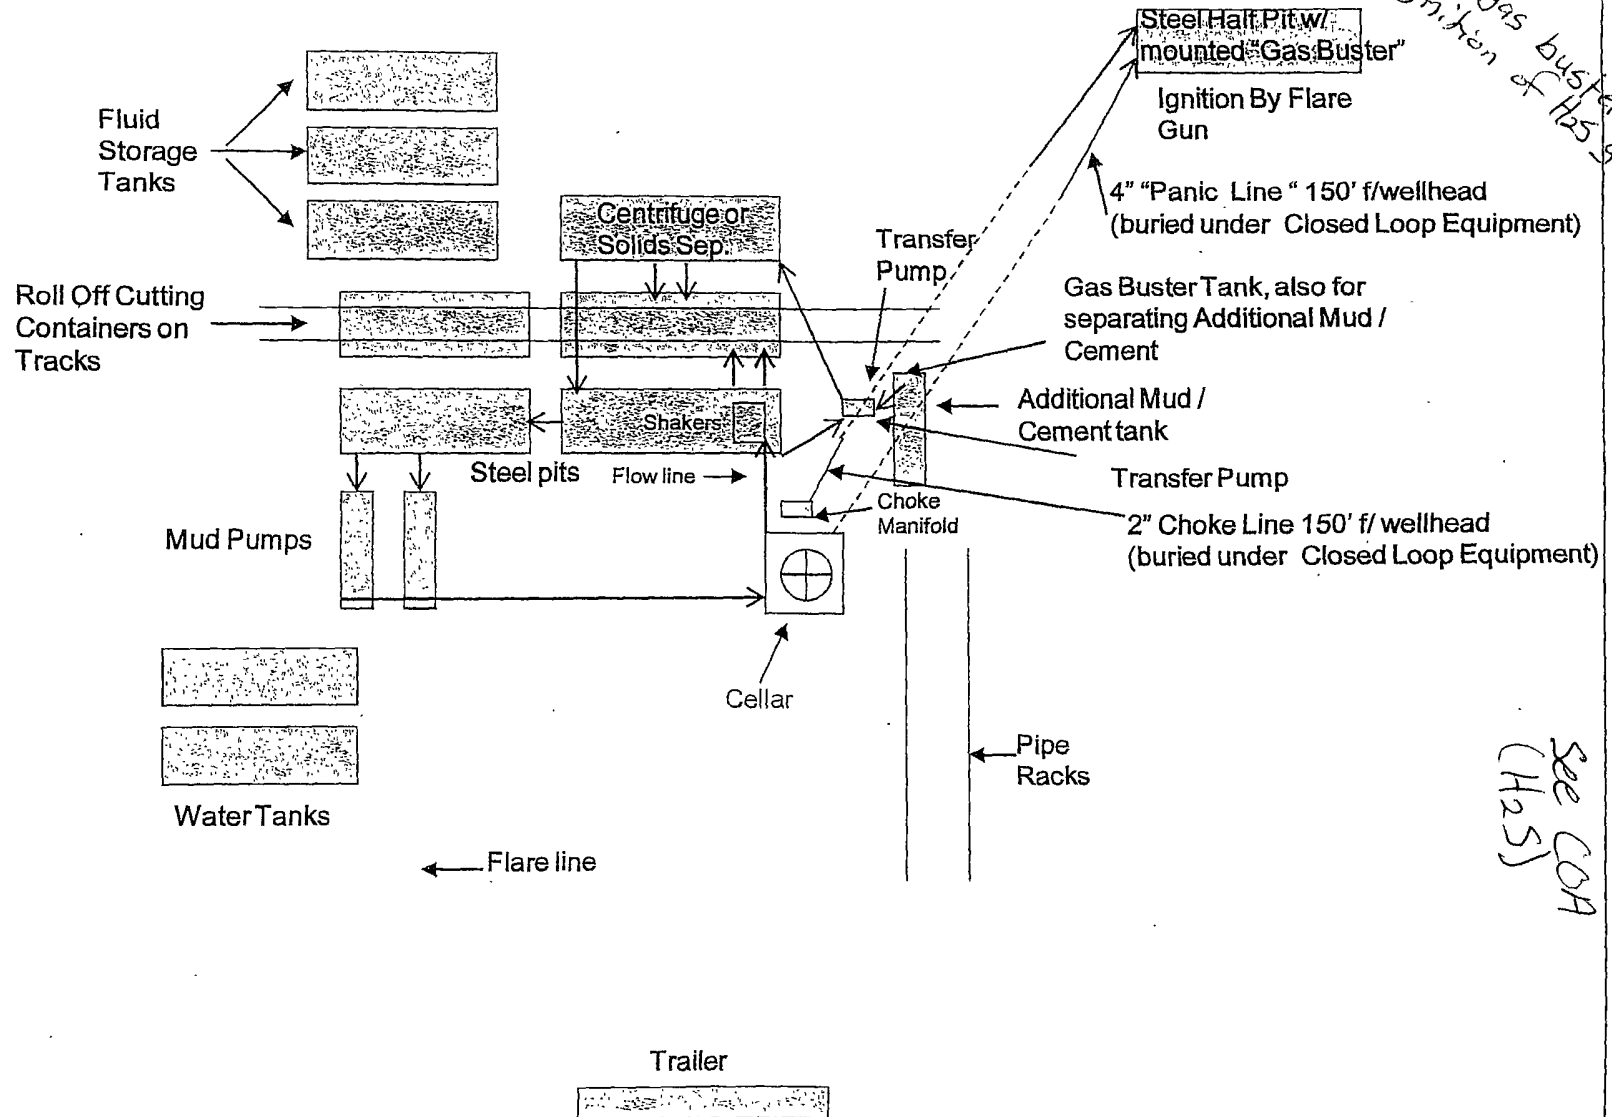 Steel Half Pit w/
mounted "Gas Buster"
gas buster
of H2S
Ignition By Flare
Gun
Fluid
Storage
Tanks
4" "Panic Line " 150' f/wellhead
(buried under Closed Loop Equipment)
Centrifuge or
Solids Sep.
Transfer
Pump
Roll Off Cutting
Containers on
Tracks
Gas Buster Tank, also for
separating Additional Mud /
Cement
Additional Mud /
Cement tank
Shakers
Steel pits
Flow line
Transfer Pump
Choke
Manifold
2" Choke Line 150' f/ wellhead
(buried under Closed Loop Equipment)
Mud Pumps
Cellar
Pipe
Racks
See COA
(H2S)
Water Tanks
Flare line
Trailer